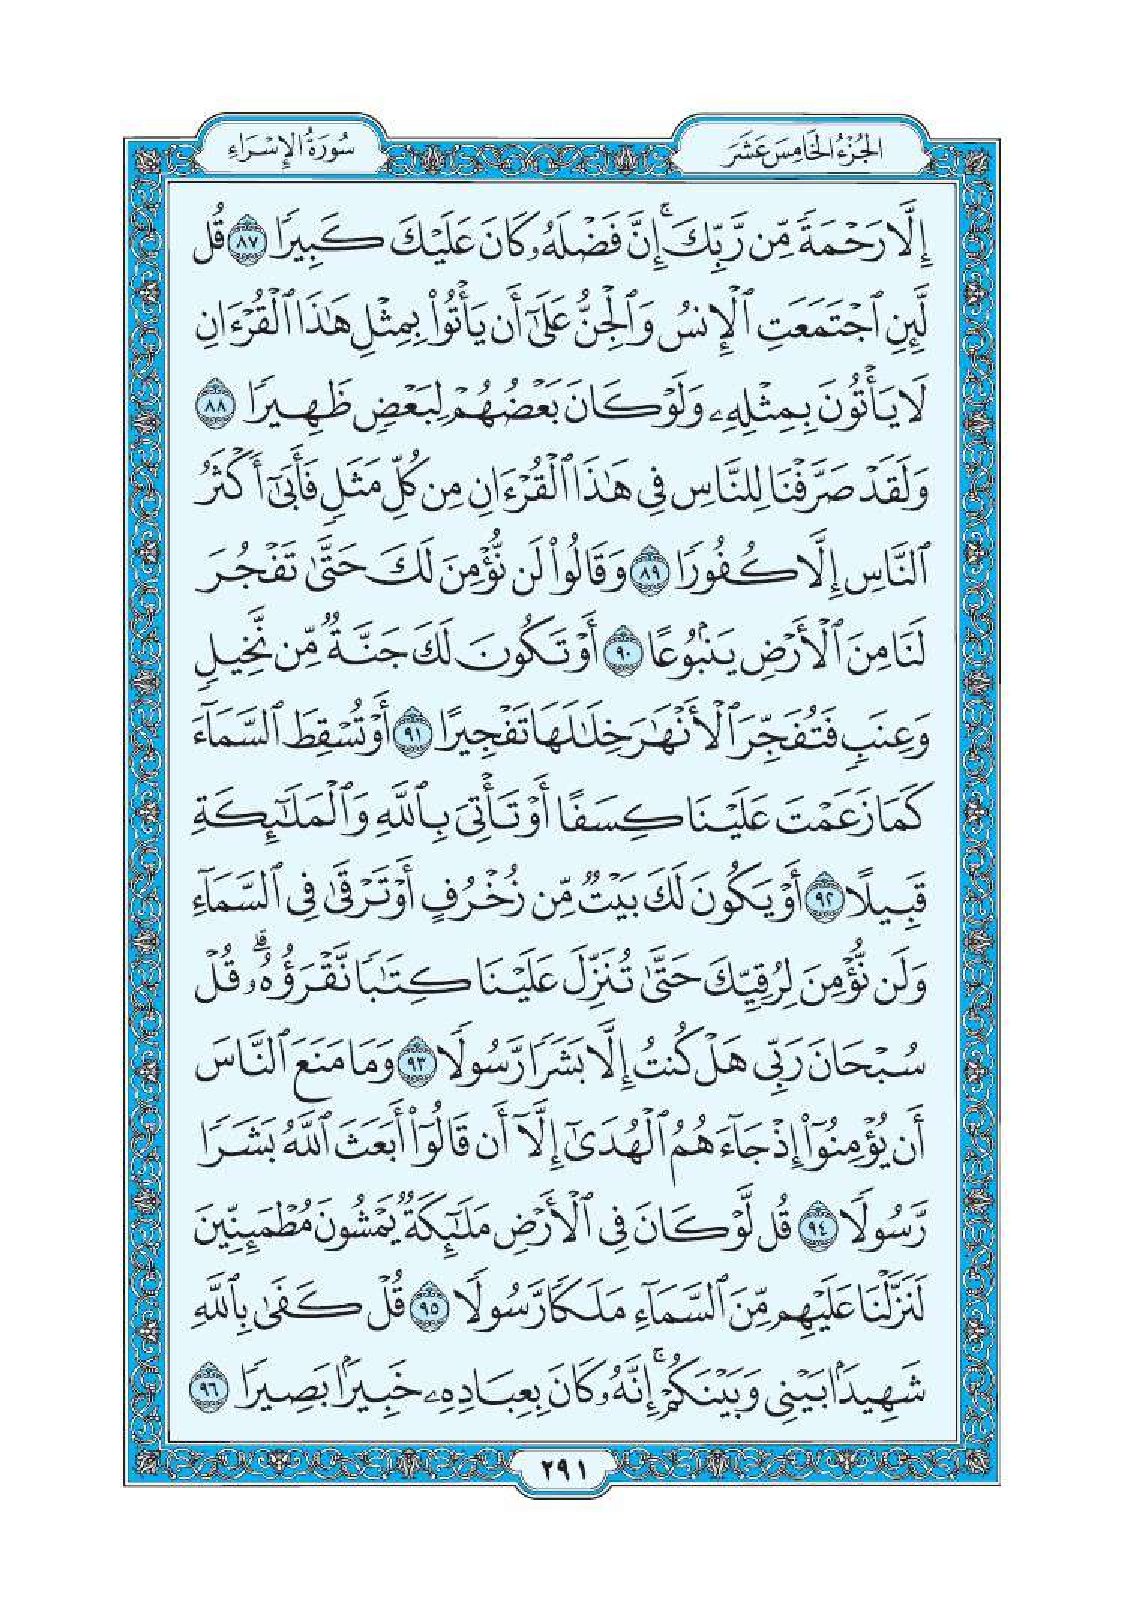 الجُزْءُ الخَامِسَ عَشَرَ
سُورَةُ الإِسْرَاءِ
إِلَّا رَحْمَةً مِّن رَّبِّكَ ۚ إِنَّ فَضْلَهُۥ كَانَ عَلَيْكَ كَبِيرًا ٨٧ قُل
لَّئِنِ ٱجْتَمَعَتِ ٱلْإِنسُ وَٱلْجِنُّ عَلَىٰٓ أَن يَأْتُوا۟ بِمِثْلِ هَٰذَا ٱلْقُرْءَانِ
لَا يَأْتُونَ بِمِثْلِهِۦ وَلَوْ كَانَ بَعْضُهُمْ لِبَعْضٍ ظَهِيرًا ٨٨
وَلَقَدْ صَرَّفْنَا لِلنَّاسِ فِى هَٰذَا ٱلْقُرْءَانِ مِن كُلِّ مَثَلٍ فَأَبَىٰٓ أَكْثَرُ
ٱلنَّاسِ إِلَّا كُفُورًا ٨٩ وَقَالُوا۟ لَن نُّؤْمِنَ لَكَ حَتَّىٰ تَفْجُرَ
لَنَا مِنَ ٱلْأَرْضِ يَنۢبُوعًا ٩٠ أَوْ تَكُونَ لَكَ جَنَّةٌ مِّن نَّخِيلٍ
وَعِنَبٍ فَتُفَجِّرَ ٱلْأَنْهَٰرَ خِلَٰلَهَا تَفْجِيرًا ٩١ أَوْ تُسْقِطَ ٱلسَّمَآءَ
كَمَا زَعَمْتَ عَلَيْنَا كِسَفًا أَوْ تَأْتِىَ بِٱللَّهِ وَٱلْمَلَٰٓئِكَةِ
قَبِيلًا ٩٢ أَوْ يَكُونَ لَكَ بَيْتٌ مِّن زُخْرُفٍ أَوْ تَرْقَىٰ فِى ٱلسَّمَآءِ
وَلَن نُّؤْمِنَ لِرُقِيِّكَ حَتَّىٰ تُنَزِّلَ عَلَيْنَا كِتَٰبًا نَّقْرَؤُهُۥ ۗ قُلْ
سُبْحَانَ رَبِّى هَلْ كُنتُ إِلَّا بَشَرًا رَّسُولًا ٩٣ وَمَا مَنَعَ ٱلنَّاسَ
أَن يُؤْمِنُوٓا۟ إِذْ جَآءَهُمُ ٱلْهُدَىٰٓ إِلَّآ أَن قَالُوٓا۟ أَبَعَثَ ٱللَّهُ بَشَرًا
رَّسُولًا ٩٤ قُل لَّوْ كَانَ فِى ٱلْأَرْضِ مَلَٰٓئِكَةٌ يَمْشُونَ مُطْمَئِنِّينَ
لَنَزَّلْنَا عَلَيْهِم مِّنَ ٱلسَّمَآءِ مَلَكًا رَّسُولًا ٩٥ قُلْ كَفَىٰ بِٱللَّهِ
شَهِيدًۢا بَيْنِى وَبَيْنَكُمْ ۚ إِنَّهُۥ كَانَ بِعِبَادِهِۦ خَبِيرًۢا بَصِيرًا ٩٦
٢٩١